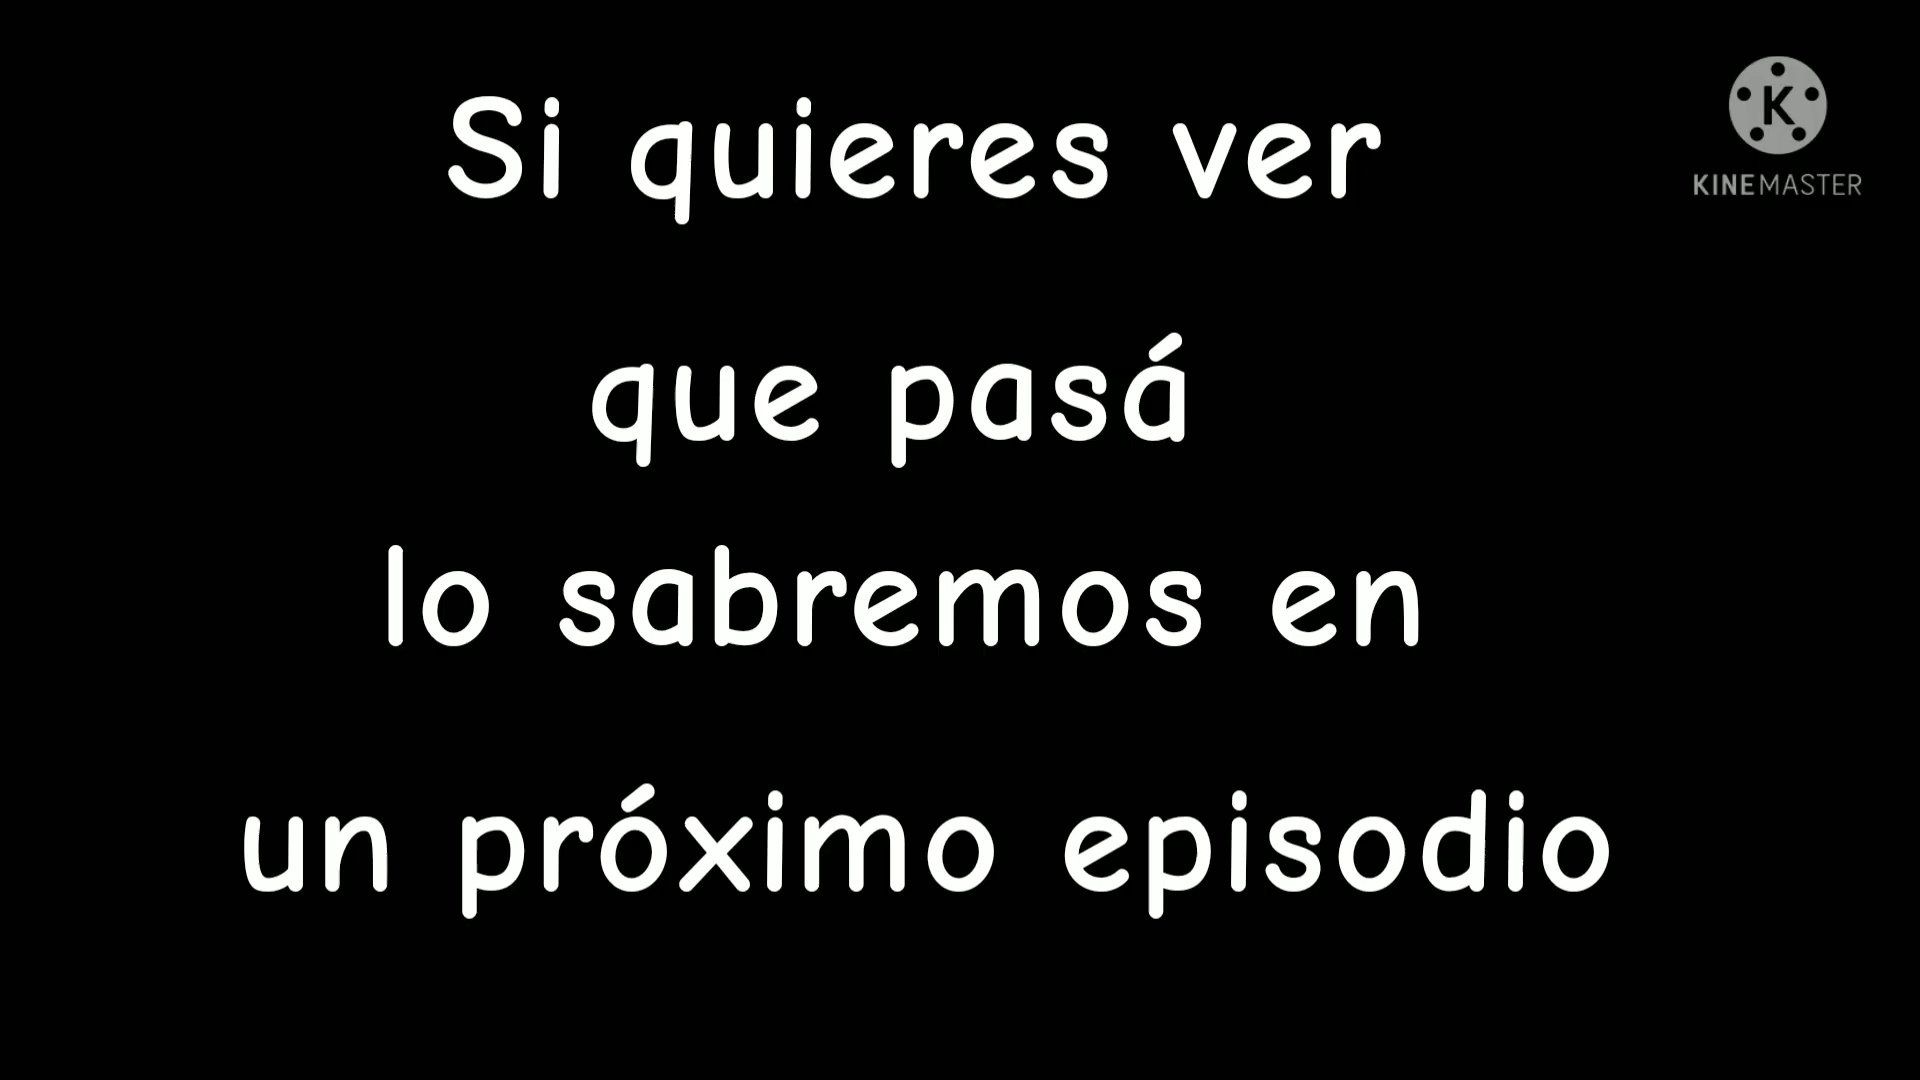 Si quieres ver
K
KINEMASTER
que pasá
lo sabremos en
un próximo episodio